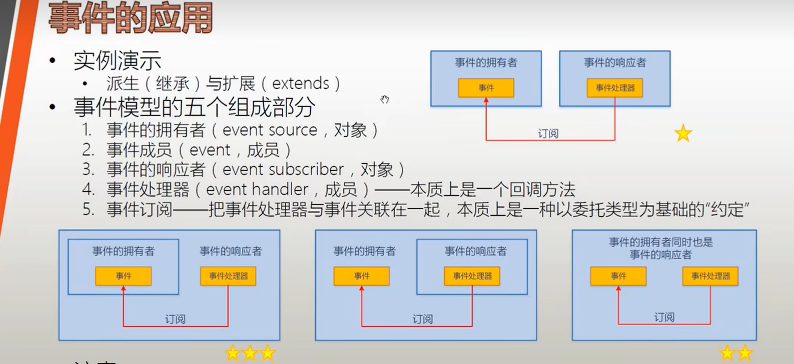 事件的应用
• 实例演示
• 派生（继承）与扩展（extends）
• 事件模型的五个组成部分
1. 事件的拥有者（event source，对象）
2. 事件成员（event，成员）
3. 事件的响应者（event subscriber，对象）
4. 事件处理器（event handler，成员）——本质上是一个回调方法
5. 事件订阅——把事件处理器与事件关联在一起，本质上是一种以委托类型为基础的“约定”
事件的拥有者
事件
事件的响应者
事件处理器
订阅
事件的拥有者
事件
事件的响应者
事件处理器
订阅
事件的拥有者
事件
事件的响应者
事件处理器
订阅
事件的拥有者同时也是
事件的响应者
事件
事件处理器
订阅